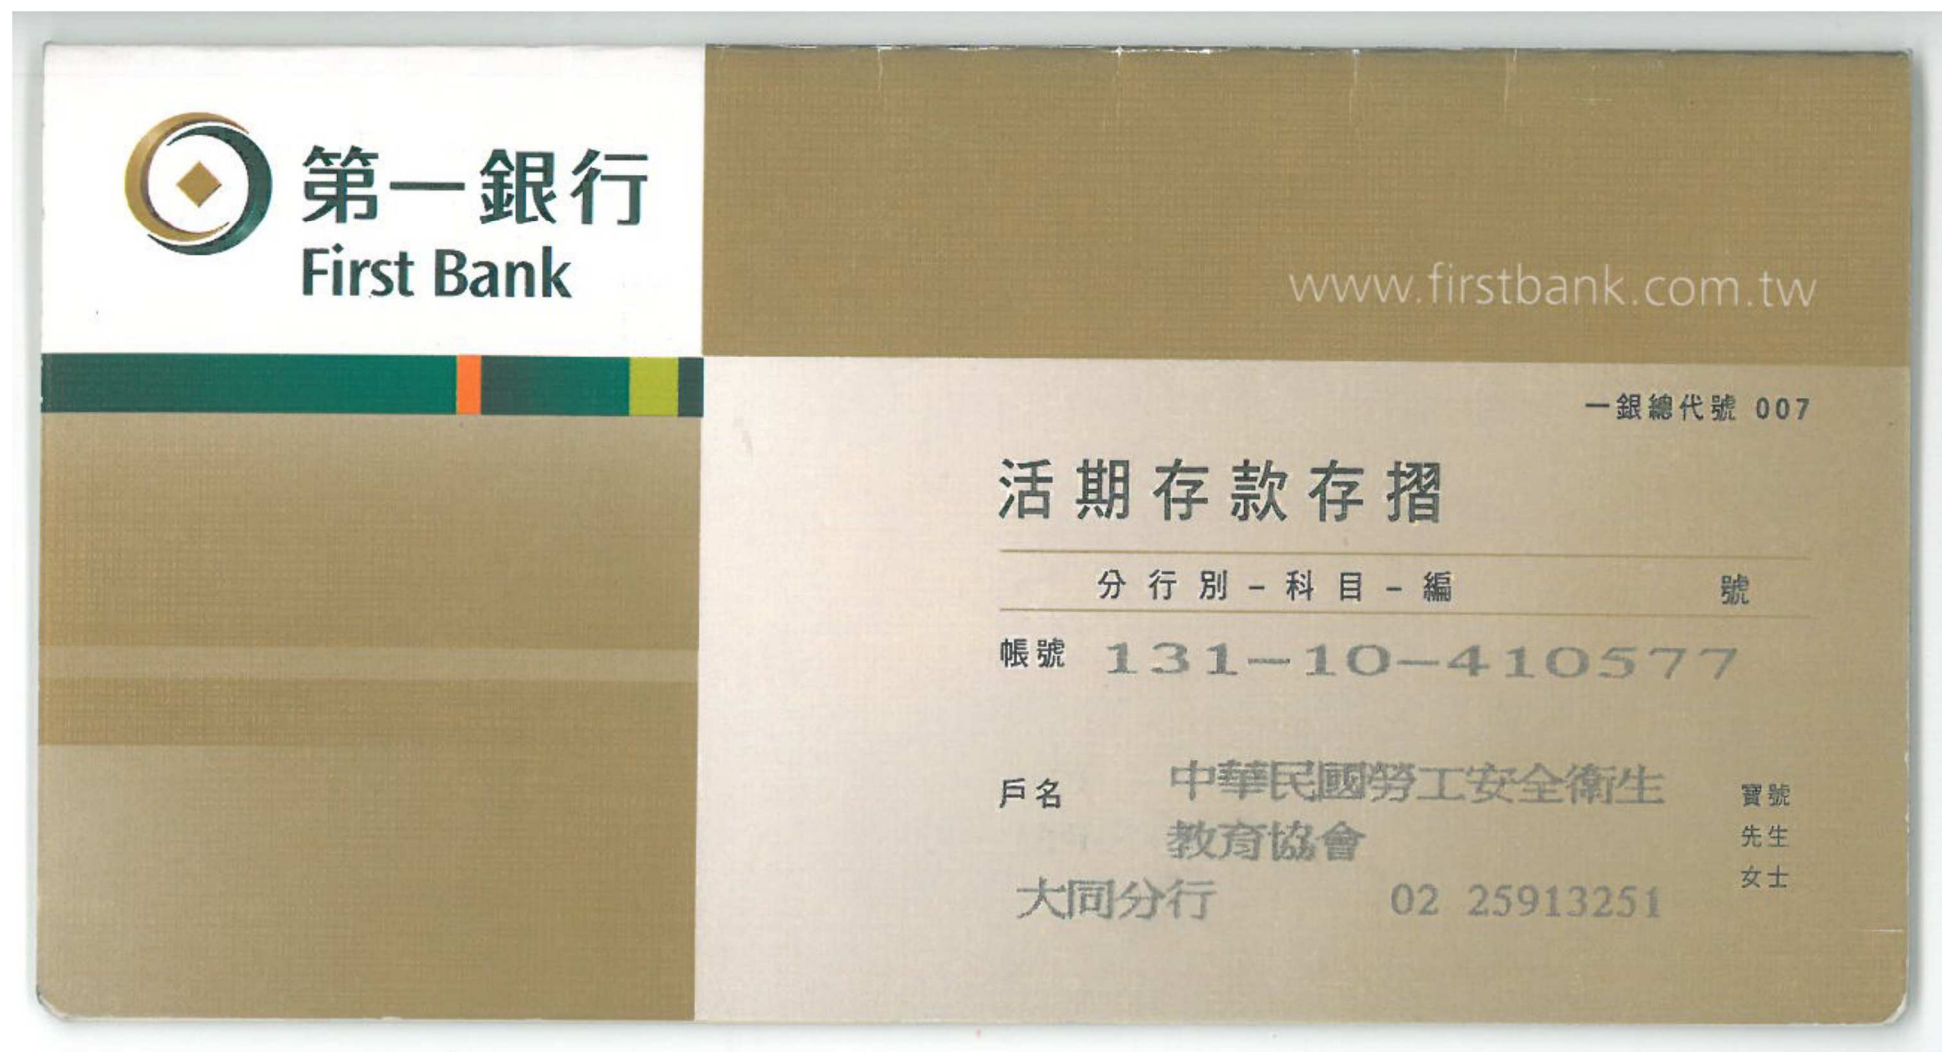 第一銀行
First Bank
www.firstbank.com.tw
一銀總代號 007
活期存款存摺
分行別－科目－編 號
帳號 131-10-410577
戶名 中華民國勞工安全衛生 寶號
教育協會 先生
女士
大同分行 02 25913251